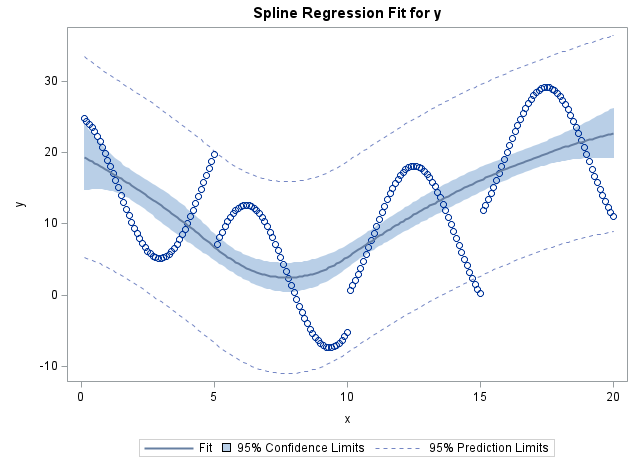 Spline Regression Fit for y
30
20
10
0
-10
y
0 5 10 15 20
x
Fit 95% Confidence Limits 95% Prediction Limits